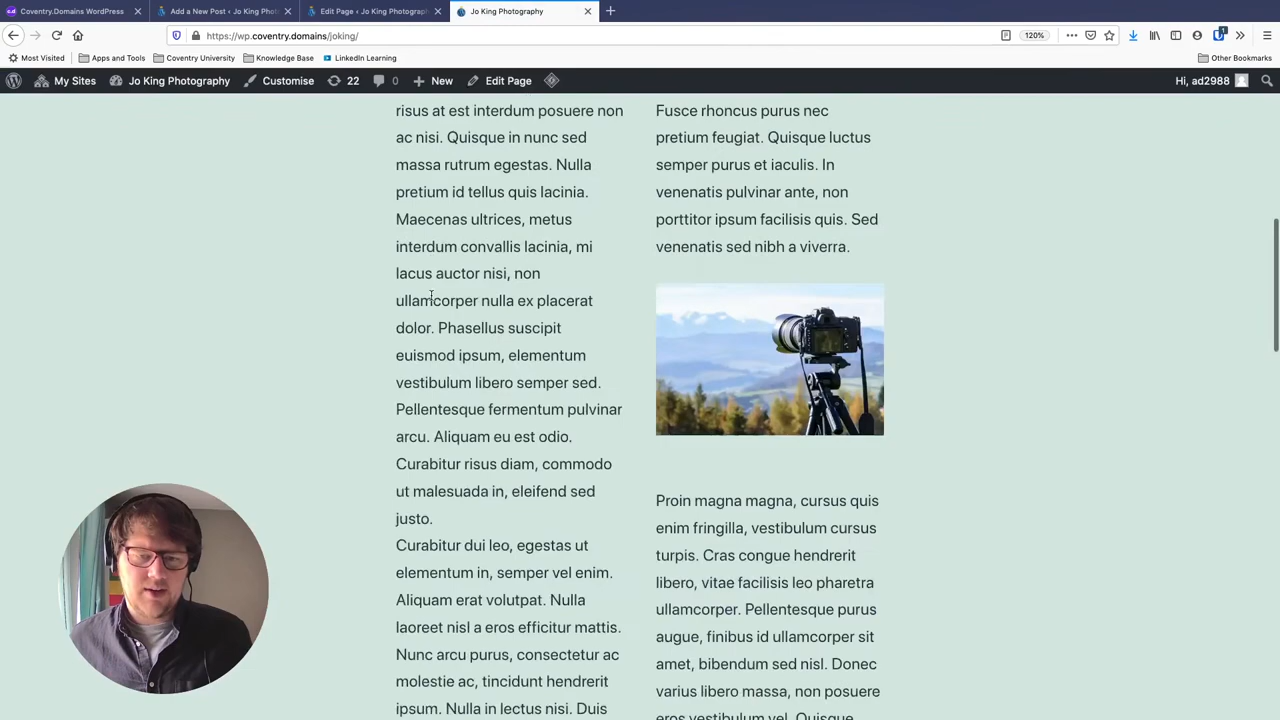 Coventry.Domains WordPress
Add a New Post ‹ Jo King Phot
Edit Page ‹ Jo King Photograph
Jo King Photography
https://wp.coventry.domains/joking/
120%
1
Most Visited
Apps and Tools
Coventry University
Knowledge Base
LinkedIn Learning
Other Bookmarks
My Sites
Jo King Photography
Customise
22
0
New
Edit Page
Hi, ad2988
risus at est interdum posuere non
ac nisi. Quisque in nunc sed
massa rutrum egestas. Nulla
pretium id tellus quis lacinia.
Maecenas ultrices, metus
interdum convallis lacinia, mi
lacus auctor nisi, non
ullamcorper nulla ex placerat
dolor. Phasellus suscipit
euismod ipsum, elementum
vestibulum libero semper sed.
Pellentesque fermentum pulvinar
arcu. Aliquam eu est odio.
Curabitur risus diam, commodo
ut malesuada in, eleifend sed
justo.
Curabitur dui leo, egestas ut
elementum in, semper vel enim.
Aliquam erat volutpat. Nulla
laoreet nisl a eros efficitur mattis.
Nunc arcu purus, consectetur ac
molestie ac, tincidunt hendrerit
ipsum. Nulla in lectus nisi. Duis
Fusce rhoncus purus nec
pretium feugiat. Quisque luctus
semper purus et iaculis. In
venenatis pulvinar ante, non
porttitor ipsum facilisis quis. Sed
venenatis sed nibh a viverra.
Proin magna magna, cursus quis
enim fringilla, vestibulum cursus
turpis. Cras congue hendrerit
libero, vitae facilisis leo pharetra
ullamcorper. Pellentesque purus
augue, finibus id ullamcorper sit
amet, bibendum sed nisl. Donec
varius libero massa, non posuere
eros vestibulum vel. Quisque